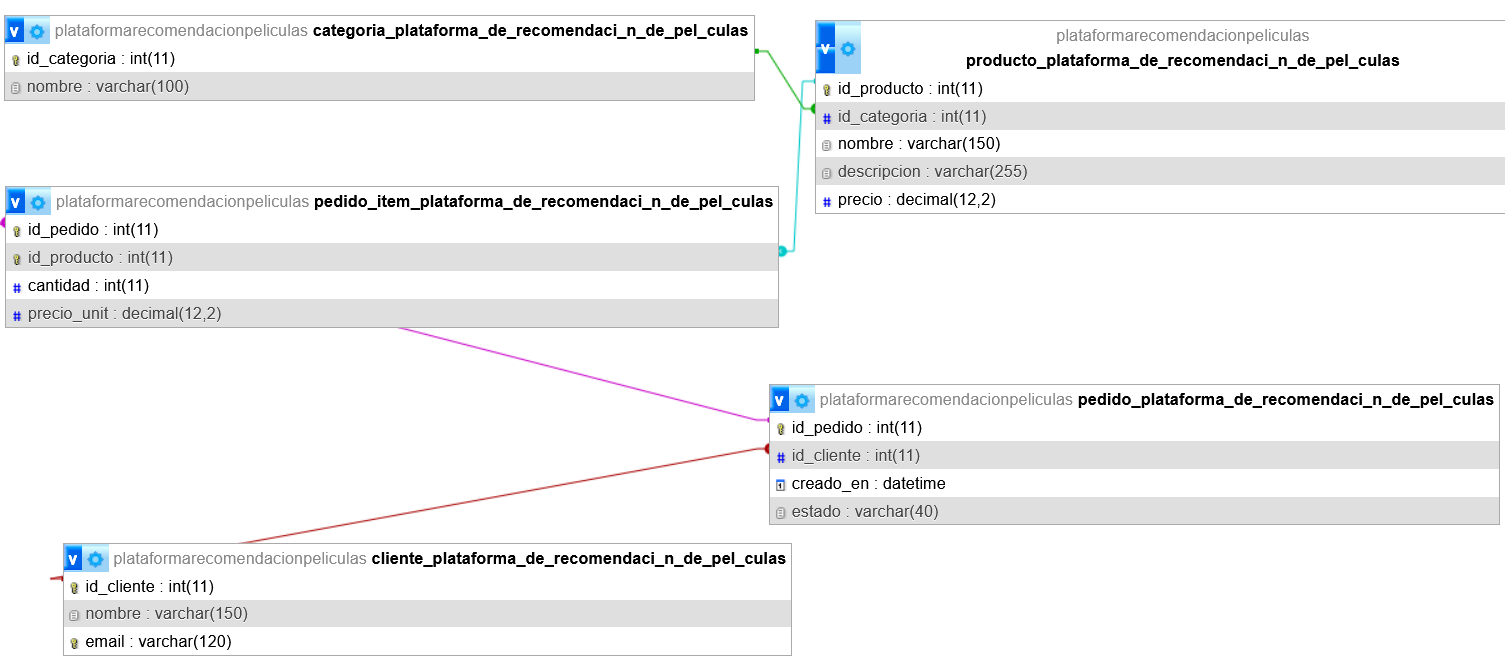 v plataformarecomendacionpeliculas categoria_plataforma_de_recomendaci_n_de_pel_culas
id_categoria : int(11)
nombre : varchar(100)
v plataformarecomendacionpeliculas
producto_plataforma_de_recomendaci_n_de_pel_culas
id_producto : int(11)
# id_categoria : int(11)
nombre : varchar(150)
descripcion : varchar(255)
# precio : decimal(12,2)
v plataformarecomendacionpeliculas pedido_item_plataforma_de_recomendaci_n_de_pel_culas
id_pedido : int(11)
id_producto : int(11)
# cantidad : int(11)
# precio_unit : decimal(12,2)
v plataformarecomendacionpeliculas pedido_plataforma_de_recomendaci_n_de_pel_culas
id_pedido : int(11)
# id_cliente : int(11)
creado_en : datetime
estado : varchar(40)
v plataformarecomendacionpeliculas cliente_plataforma_de_recomendaci_n_de_pel_culas
id_cliente : int(11)
nombre : varchar(150)
email : varchar(120)